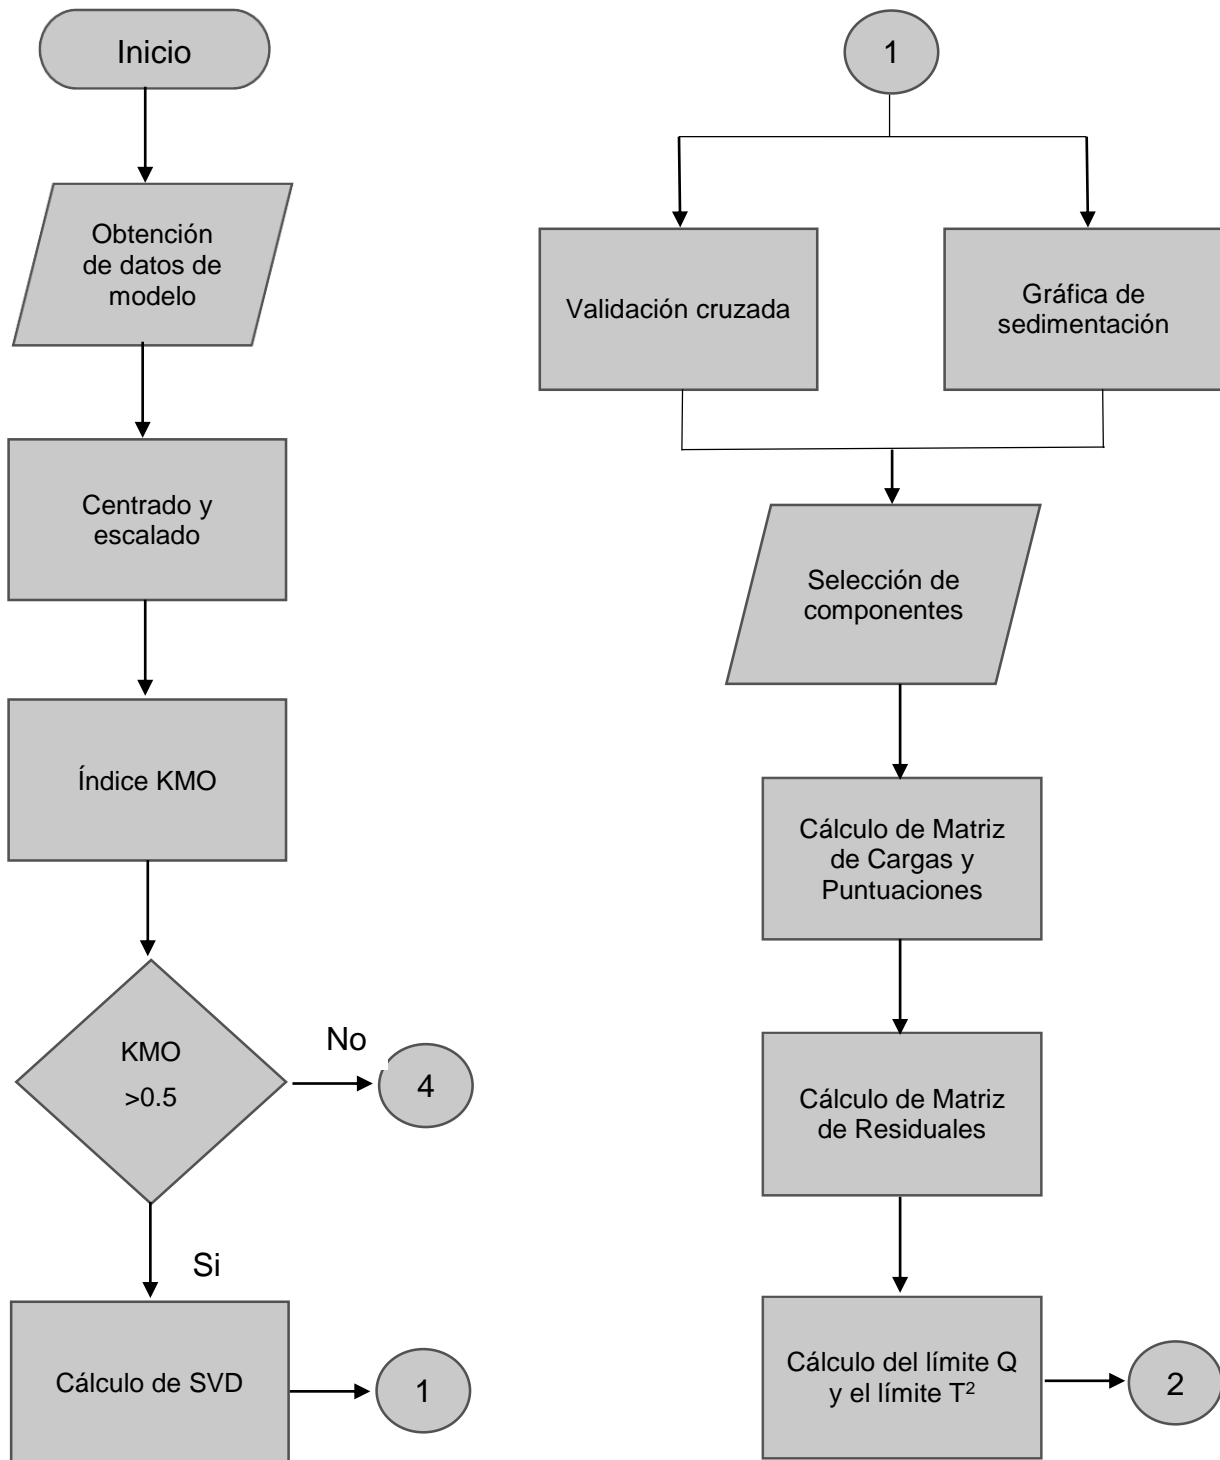 Inicio
Obtención
de datos de
modelo
Centrado y
escalado
Índice KMO
KMO
>0.5
No
4
Si
Cálculo de SVD
1
1
Validación cruzada
Gráfica de
sedimentación
Selección de
componentes
Cálculo de Matriz
de Cargas y
Puntuaciones
Cálculo de Matriz
de Residuales
Cálculo del límite Q
y el límite T²
2